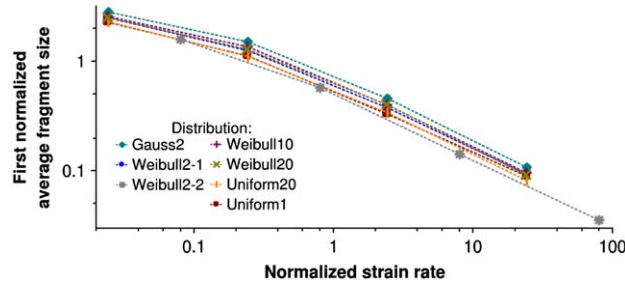 First normalized
average fragment size
1
0.1
Distribution:
Gauss2
Weibull2-1
Weibull2-2
Weibull10
Weibull20
Uniform20
Uniform1
0.1
1
10
100
Normalized strain rate